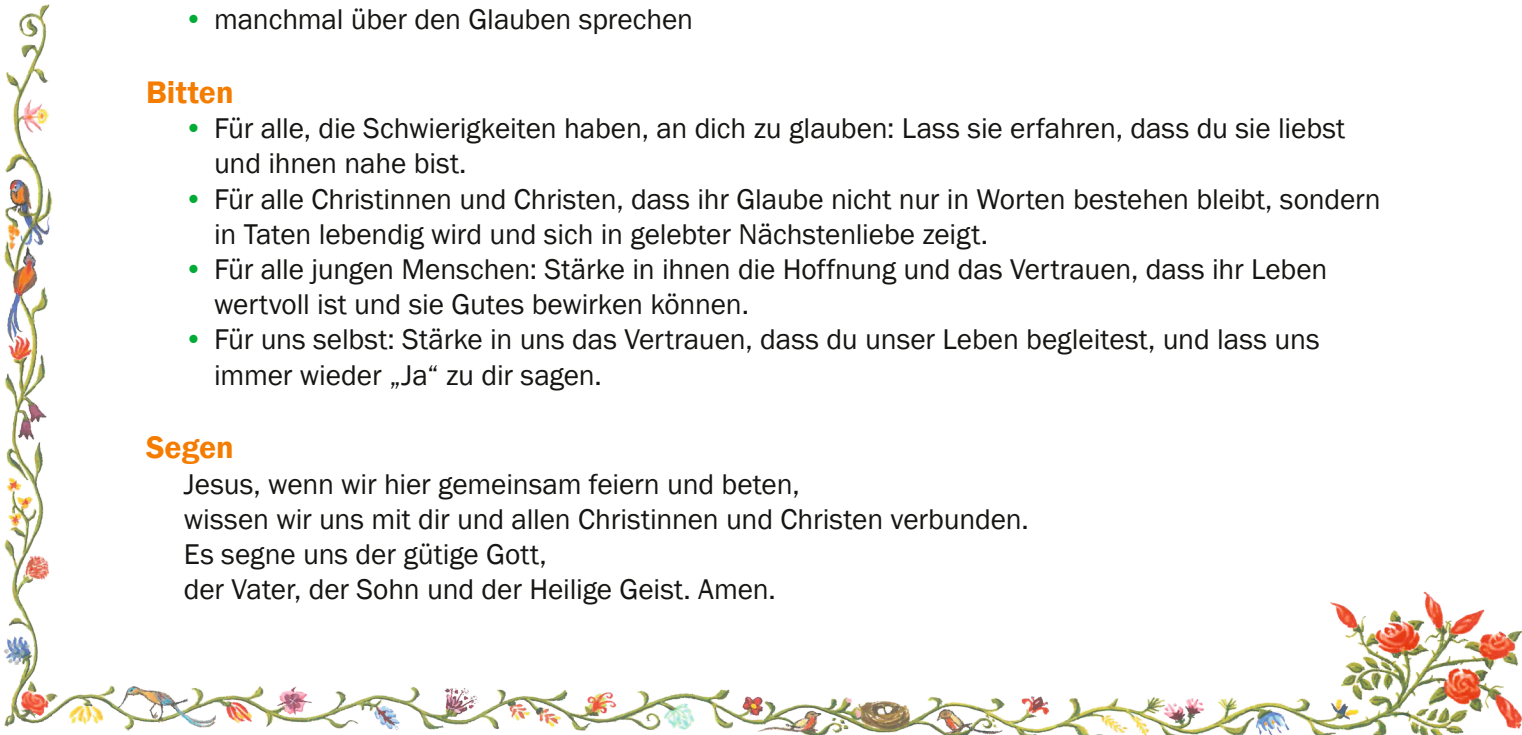 • manchmal über den Glauben sprechen
Bitten
• Für alle, die Schwierigkeiten haben, an dich zu glauben: Lass sie erfahren, dass du sie liebst
und ihnen nahe bist.
• Für alle Christinnen und Christen, dass ihr Glaube nicht nur in Worten bestehen bleibt, sondern
in Taten lebendig wird und sich in gelebter Nächstenliebe zeigt.
• Für alle jungen Menschen: Stärke in ihnen die Hoffnung und das Vertrauen, dass ihr Leben
wertvoll ist und sie Gutes bewirken können.
• Für uns selbst: Stärke in uns das Vertrauen, dass du unser Leben begleitest, und lass uns
immer wieder „Ja“ zu dir sagen.
Segen
Jesus, wenn wir hier gemeinsam feiern und beten,
wissen wir uns mit dir und allen Christinnen und Christen verbunden.
Es segne uns der gütige Gott,
der Vater, der Sohn und der Heilige Geist. Amen.